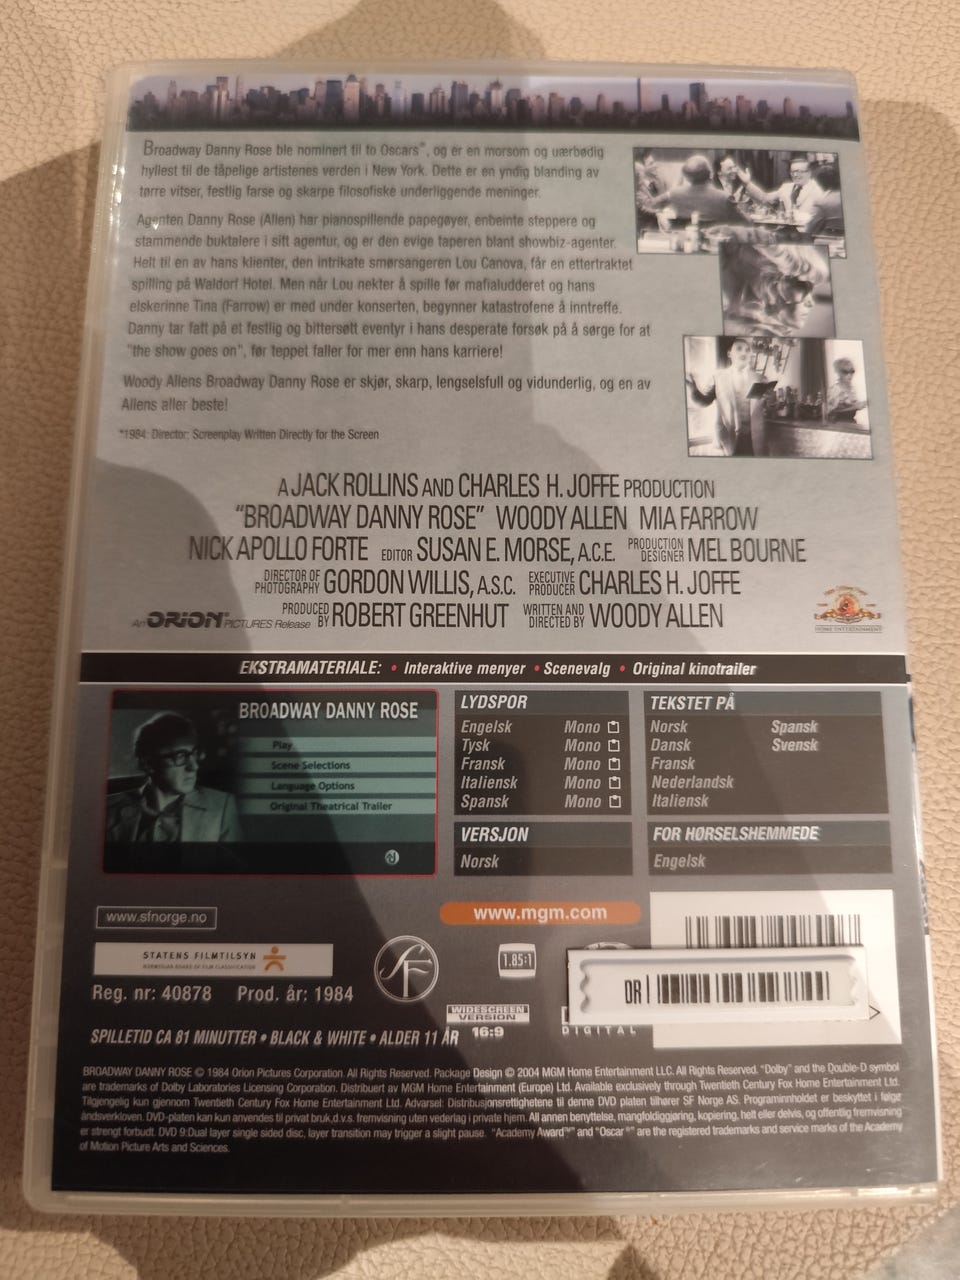 Broadway Danny Rose ble nominert til to Oscars*, og er en morsom og uærbødig
hyllest til de tåpelige artistenes verden i New York. Dette er en yndig blanding av
tørre vitser, festlig farse og skarpe filosofiske underliggende meninger.
Agenten Danny Rose (Allen) har pianospillende papegøyer, enbeinte steppere og
stammende buktalere i sitt agentur, og er den evige taperen blant showbiz-agenter.
Helt til en av hans klienter, den intrikate smørsangeren Lou Canova, får en ettertraktet
spilling på Waldorf Hotel. Men når Lou nekter å spille før mafialudderet og hans
elskerinne Tina (Farrow) er med under konserten, begynner katastrofene å inntreffe.
Danny tar fatt på et festlig og bittersøtt eventyr i hans desperate forsøk på å sørge for at
"the show goes on", før teppet faller for mer enn hans karriere!
Woody Allens Broadway Danny Rose er skjør, skarp, lengselsfull og vidunderlig, og en av
Allens aller beste!
*1984: Director; Screenplay Written Directly for the Screen
A JACK ROLLINS AND CHARLES H. JOFFE PRODUCTION
"BROADWAY DANNY ROSE" WOODY ALLEN MIA FARROW
NICK APOLLO FORTE EDITOR SUSAN E. MORSE, A.C.E. PRODUCTION DESIGNER MEL BOURNE
DIRECTOR OF PHOTOGRAPHY GORDON WILLIS, A.S.C. EXECUTIVE PRODUCER CHARLES H. JOFFE
An ORION PICTURES Release PRODUCED BY ROBERT GREENHUT WRITTEN AND DIRECTED BY WOODY ALLEN
HOME ENTERTAINMENT
EKSTRAMATERIALE: • Interaktive menyer • Scenevalg • Original kinotrailer
BROADWAY DANNY ROSE
Play
Scene Selections
Language Options
Original Theatrical Trailer
LYDSPOR
Engelsk Mono
Tysk Mono
Fransk Mono
Italiensk Mono
Spansk Mono
VERSJON
Norsk
TEKSTET PÅ
Norsk Spansk
Dansk Svensk
Fransk
Nederlandsk
Italiensk
FOR HØRSELSHEMMEDE
Engelsk
www.sfnorge.no
www.mgm.com
STATENS FILMTILSYN
NORWEGIAN BOARD OF FILM CLASSIFICATION
SF
1.85:1
DR
Reg. nr: 40878 Prod. år: 1984
WIDESCREEN
VERSION
16:9
DIGITAL
SPILLETID CA 81 MINUTTER • BLACK & WHITE • ALDER 11 ÅR
BROADWAY DANNY ROSE © 1984 Orion Pictures Corporation. All Rights Reserved. Package Design © 2004 MGM Home Entertainment LLC. All Rights Reserved. "Dolby" and the Double-D symbol
are trademarks of Dolby Laboratories Licensing Corporation. Distribuert av MGM Home Entertainment (Europe) Ltd. Available exclusively through Twentieth Century Fox Home Entertainment Ltd.
Tilgjengelig kun gjennom Twentieth Century Fox Home Entertainment Ltd. Advarsel: Distribusjonsrettighetene til denne DVD platen tilhører SF Norge AS. Programinnholdet er beskyttet i følge
åndsverkloven. DVD-platen kan kun anvendes til privat bruk,d.v.s. fremvisning uten vederlag i privat hjem. All annen benyttelse, mangfoldiggjøring, kopiering, helt eller delvis, og offentlig fremvisning
er strengt forbudt. DVD 9:Dual layer single sided disc, layer transition may trigger a slight pause. "Academy Award™" and "Oscar ®" are the registered trademarks and service marks of the Academy
of Motion Picture Arts and Sciences.